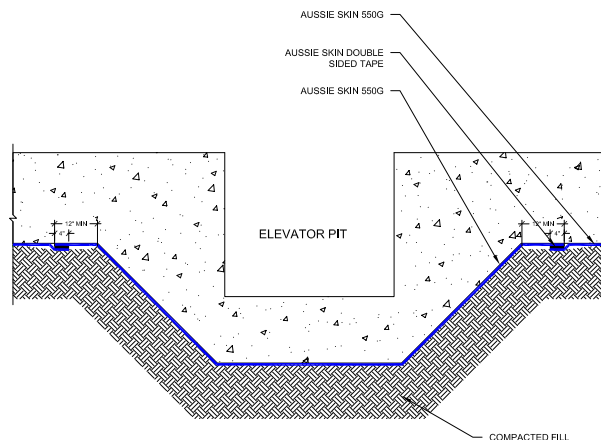 AUSSIE SKIN 550G
AUSSIE SKIN DOUBLE
SIDED TAPE
AUSSIE SKIN 550G
12" MIN
4"
ELEVATOR PIT
12" MIN
4"
COMPACTED FILL